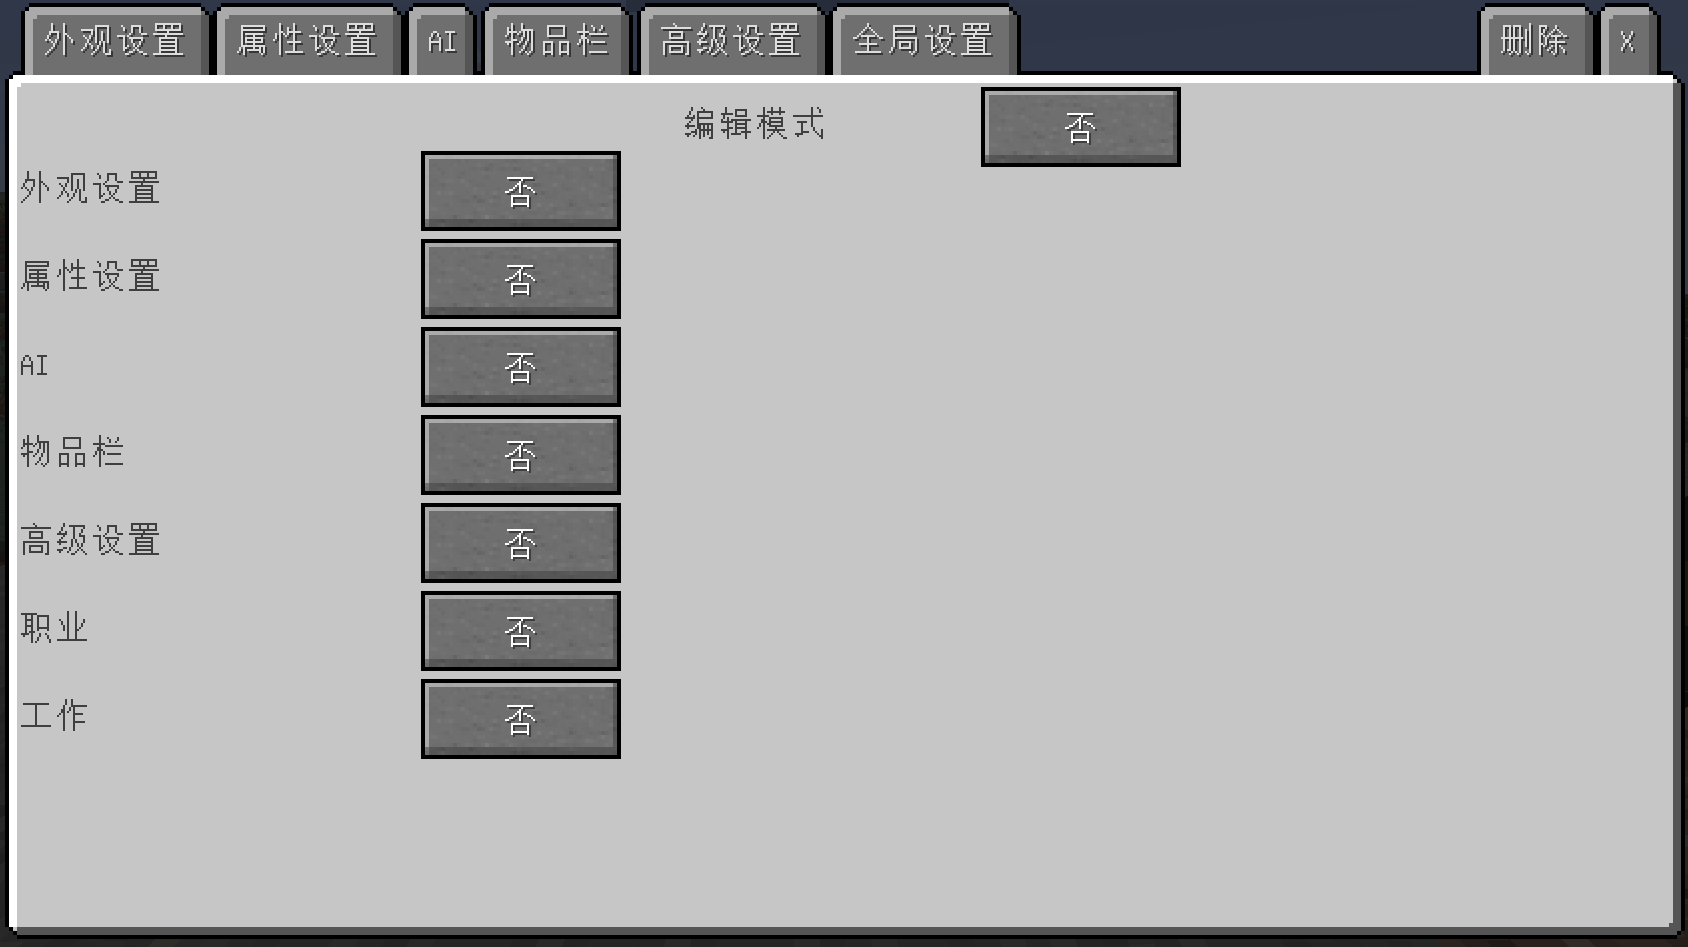 外观设置 属性设置 AI 物品栏 高级设置 全局设置 删除 X
编辑模式 否
外观设置 否
属性设置 否
AI 否
物品栏 否
高级设置 否
职业 否
工作 否